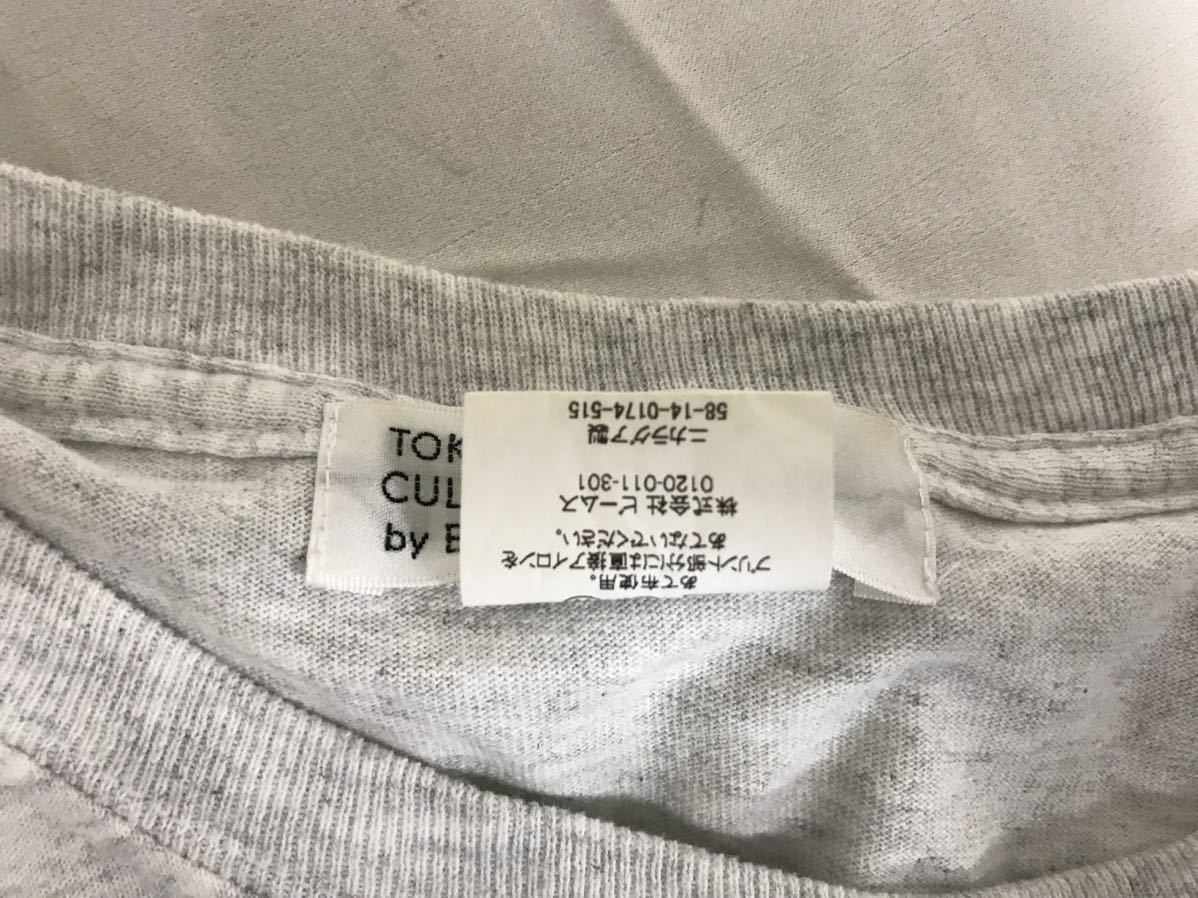 TOK
CUL
by B
あて布使用。
プリント部分には直接アイロンを
あてないでください。
株式会社 ビームス
0120-011-301
ニカラグア製
58-14-0174-515